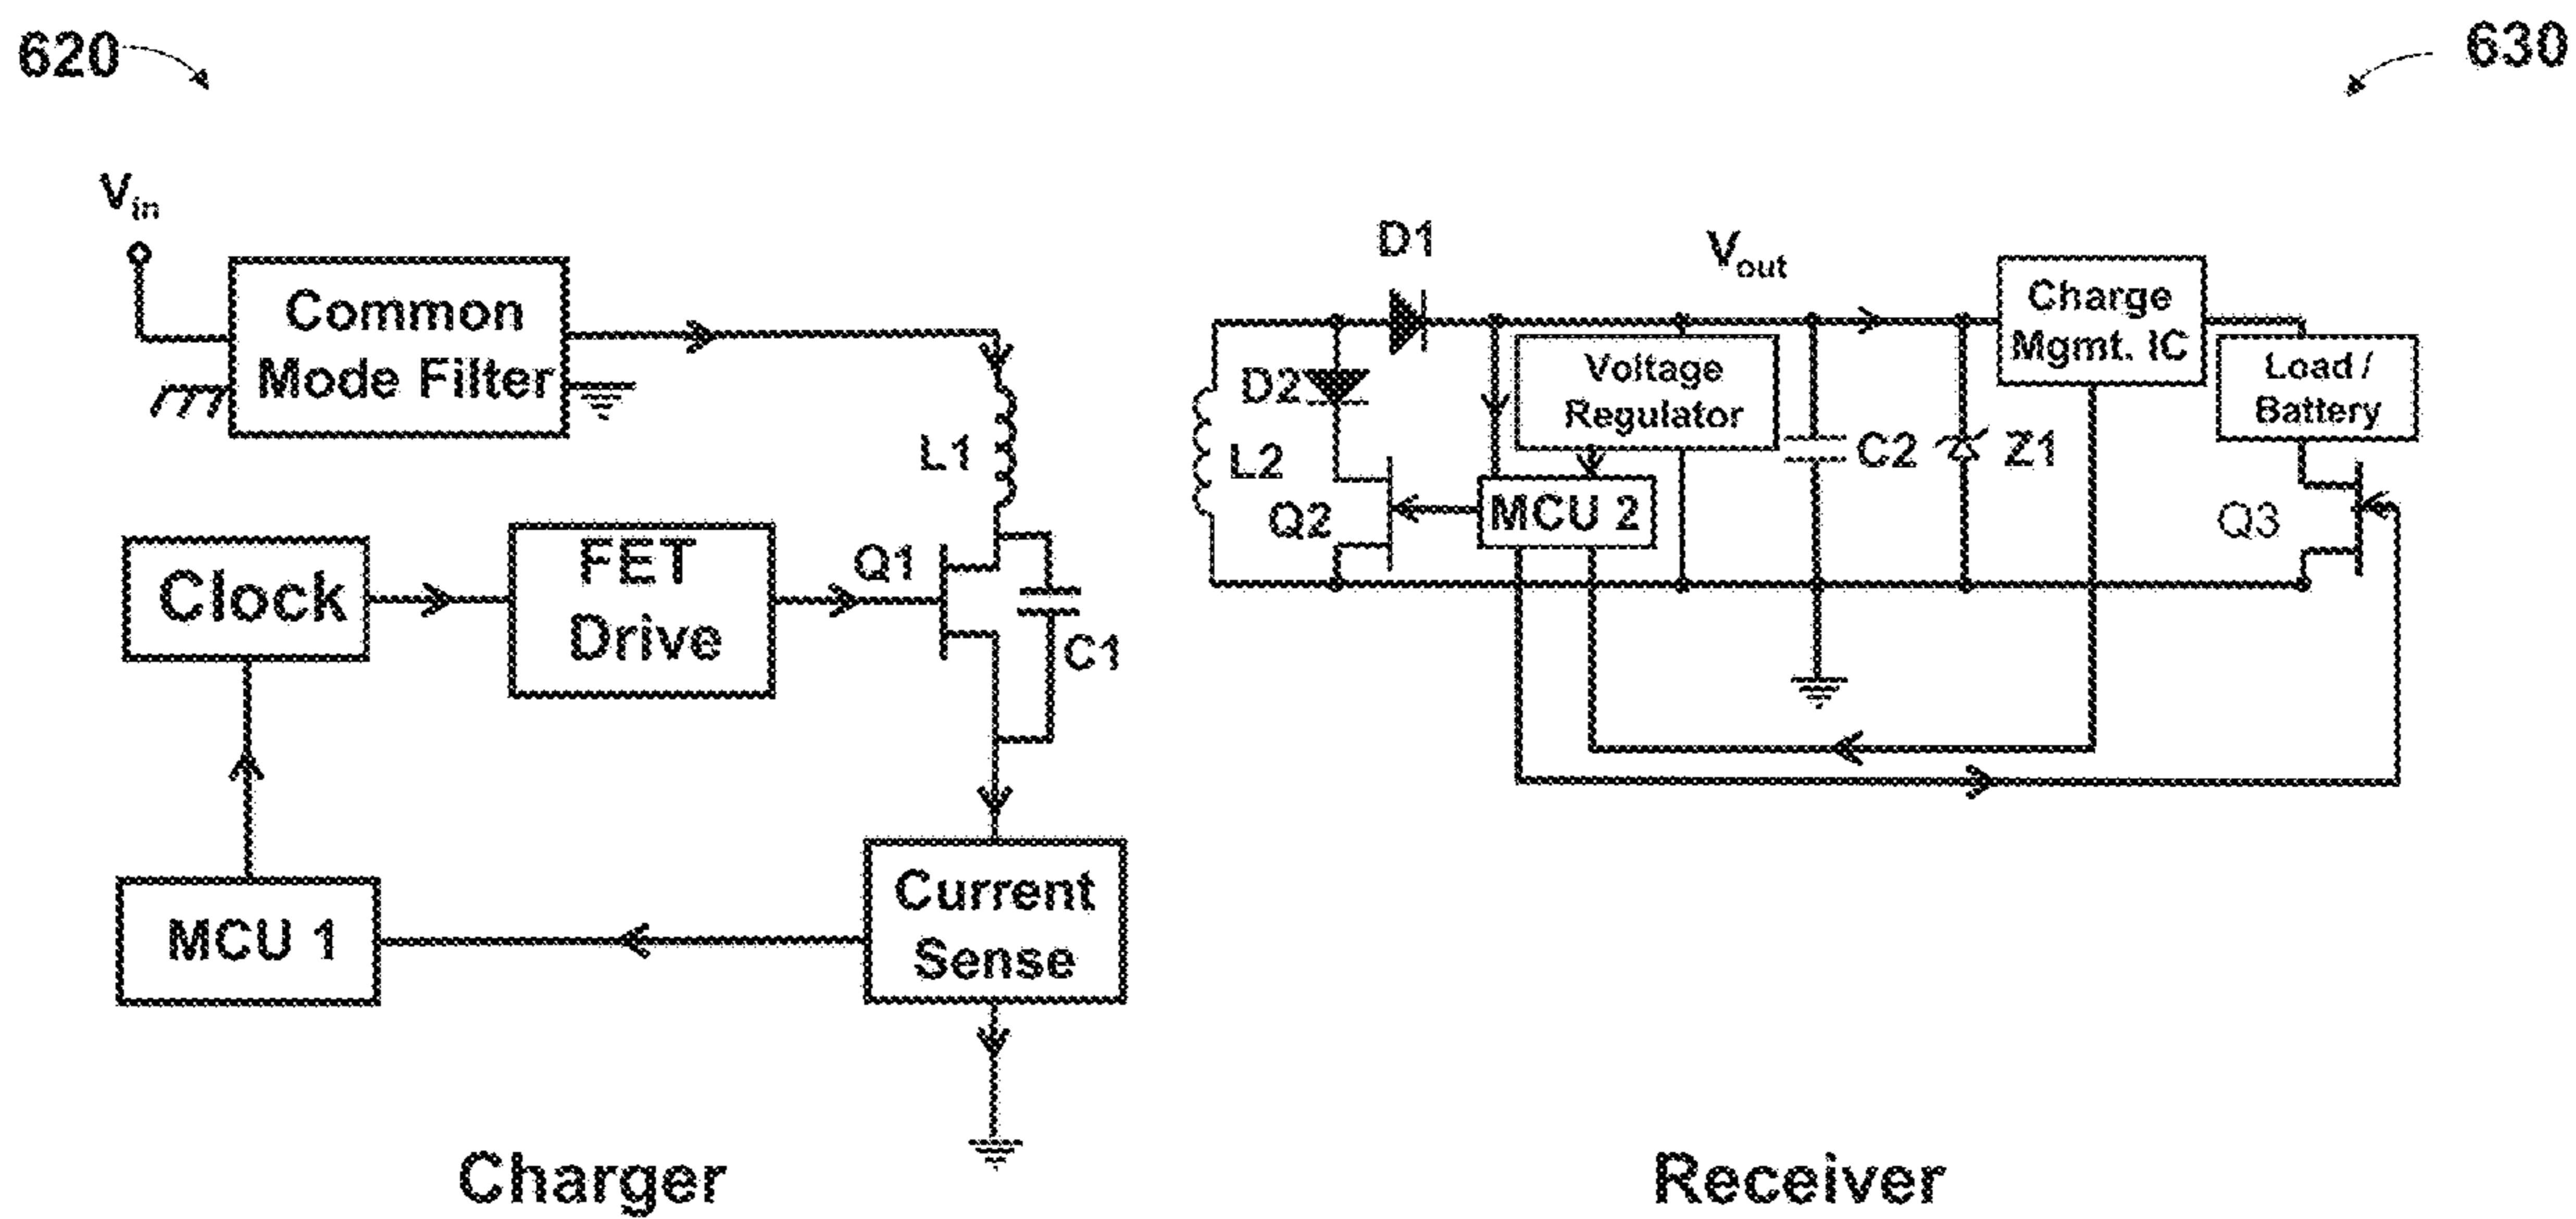 620
630
Vin
Common
Mode Filter
L1
Clock
FET
Drive
Q1
C1
MCU 1
Current
Sense
Charger
D1
Vout
Charge
Mgmt. IC
Voltage
Regulator
Load /
Battery
D2
L2
C2
Z1
Q2
MCU 2
Q3
Receiver